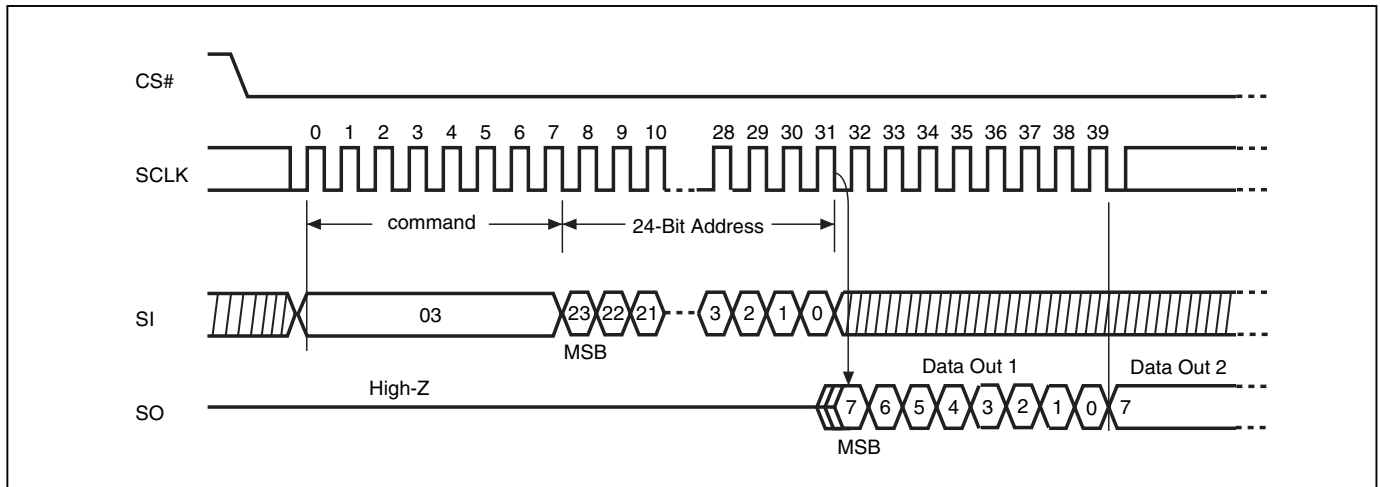 CS#
0 1 2 3 4 5 6 7 8 9 10 28 29 30 31 32 33 34 35 36 37 38 39
SCLK
command
24-Bit Address
SI
03
23 22 21 3 2 1 0
MSB
High-Z
Data Out 1
Data Out 2
SO
7 6 5 4 3 2 1 0 7
MSB